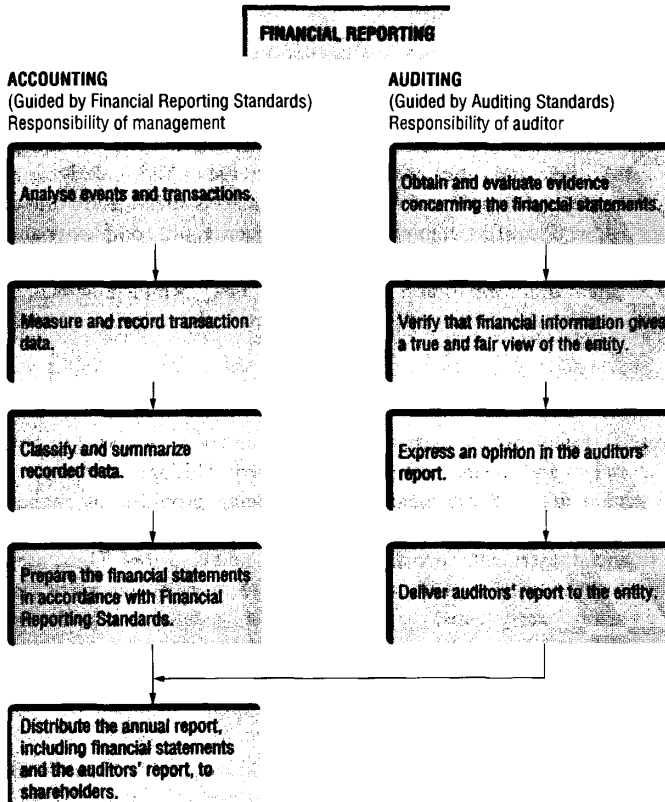 FINANCIAL REPORTING
ACCOUNTING
(Guided by Financial Reporting Standards)
Responsibility of management
Analyse events and transactions.
Measure and record transaction
data.
Classify and summarize
recorded data.
Prepare the financial statements
in accordance with Financial
Reporting Standards.
Distribute the annual report,
including financial statements
and the auditors' report, to
shareholders.
AUDITING
(Guided by Auditing Standards)
Responsibility of auditor
Obtain and evaluate evidence
concerning the financial statements.
Verify that financial information gives
a true and fair view of the entity.
Express an opinion in the auditors'
report.
Deliver auditors' report to the entity.